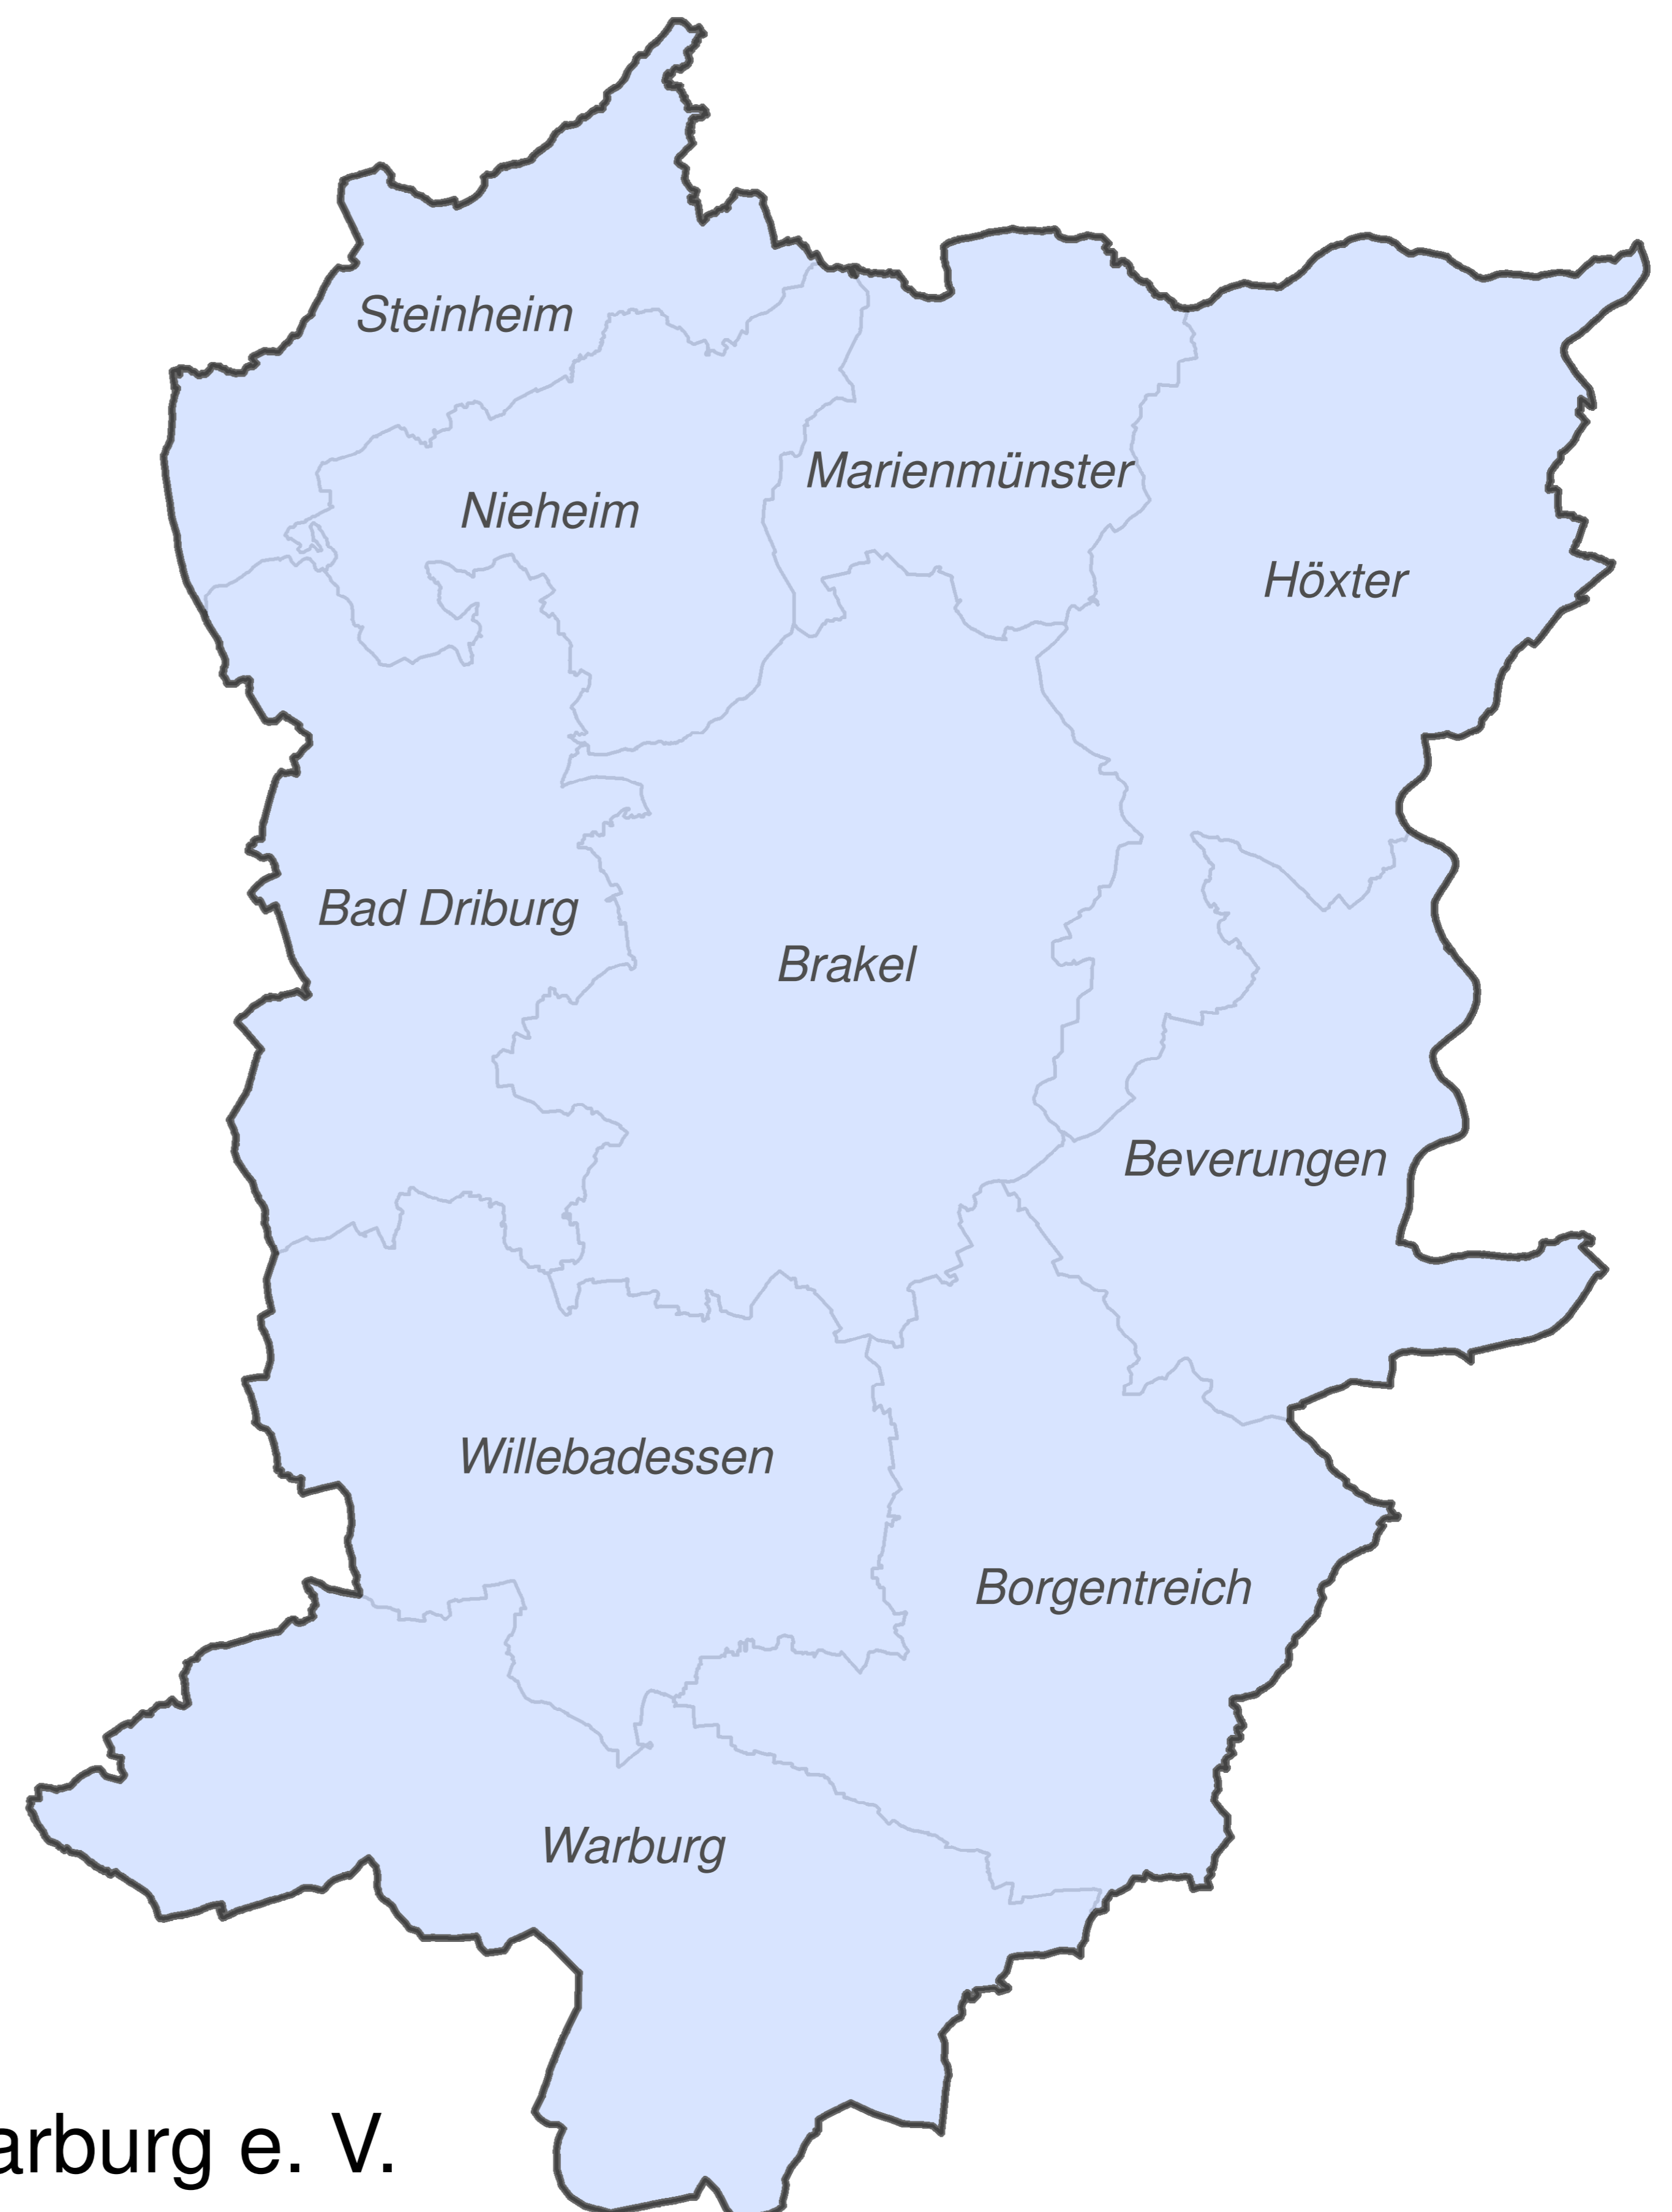 Steinheim
Marienmünster
Nieheim
Höxter
Bad Driburg
Brakel
Beverungen
Willebadessen
Borgentreich
Warburg
arburg e. V.